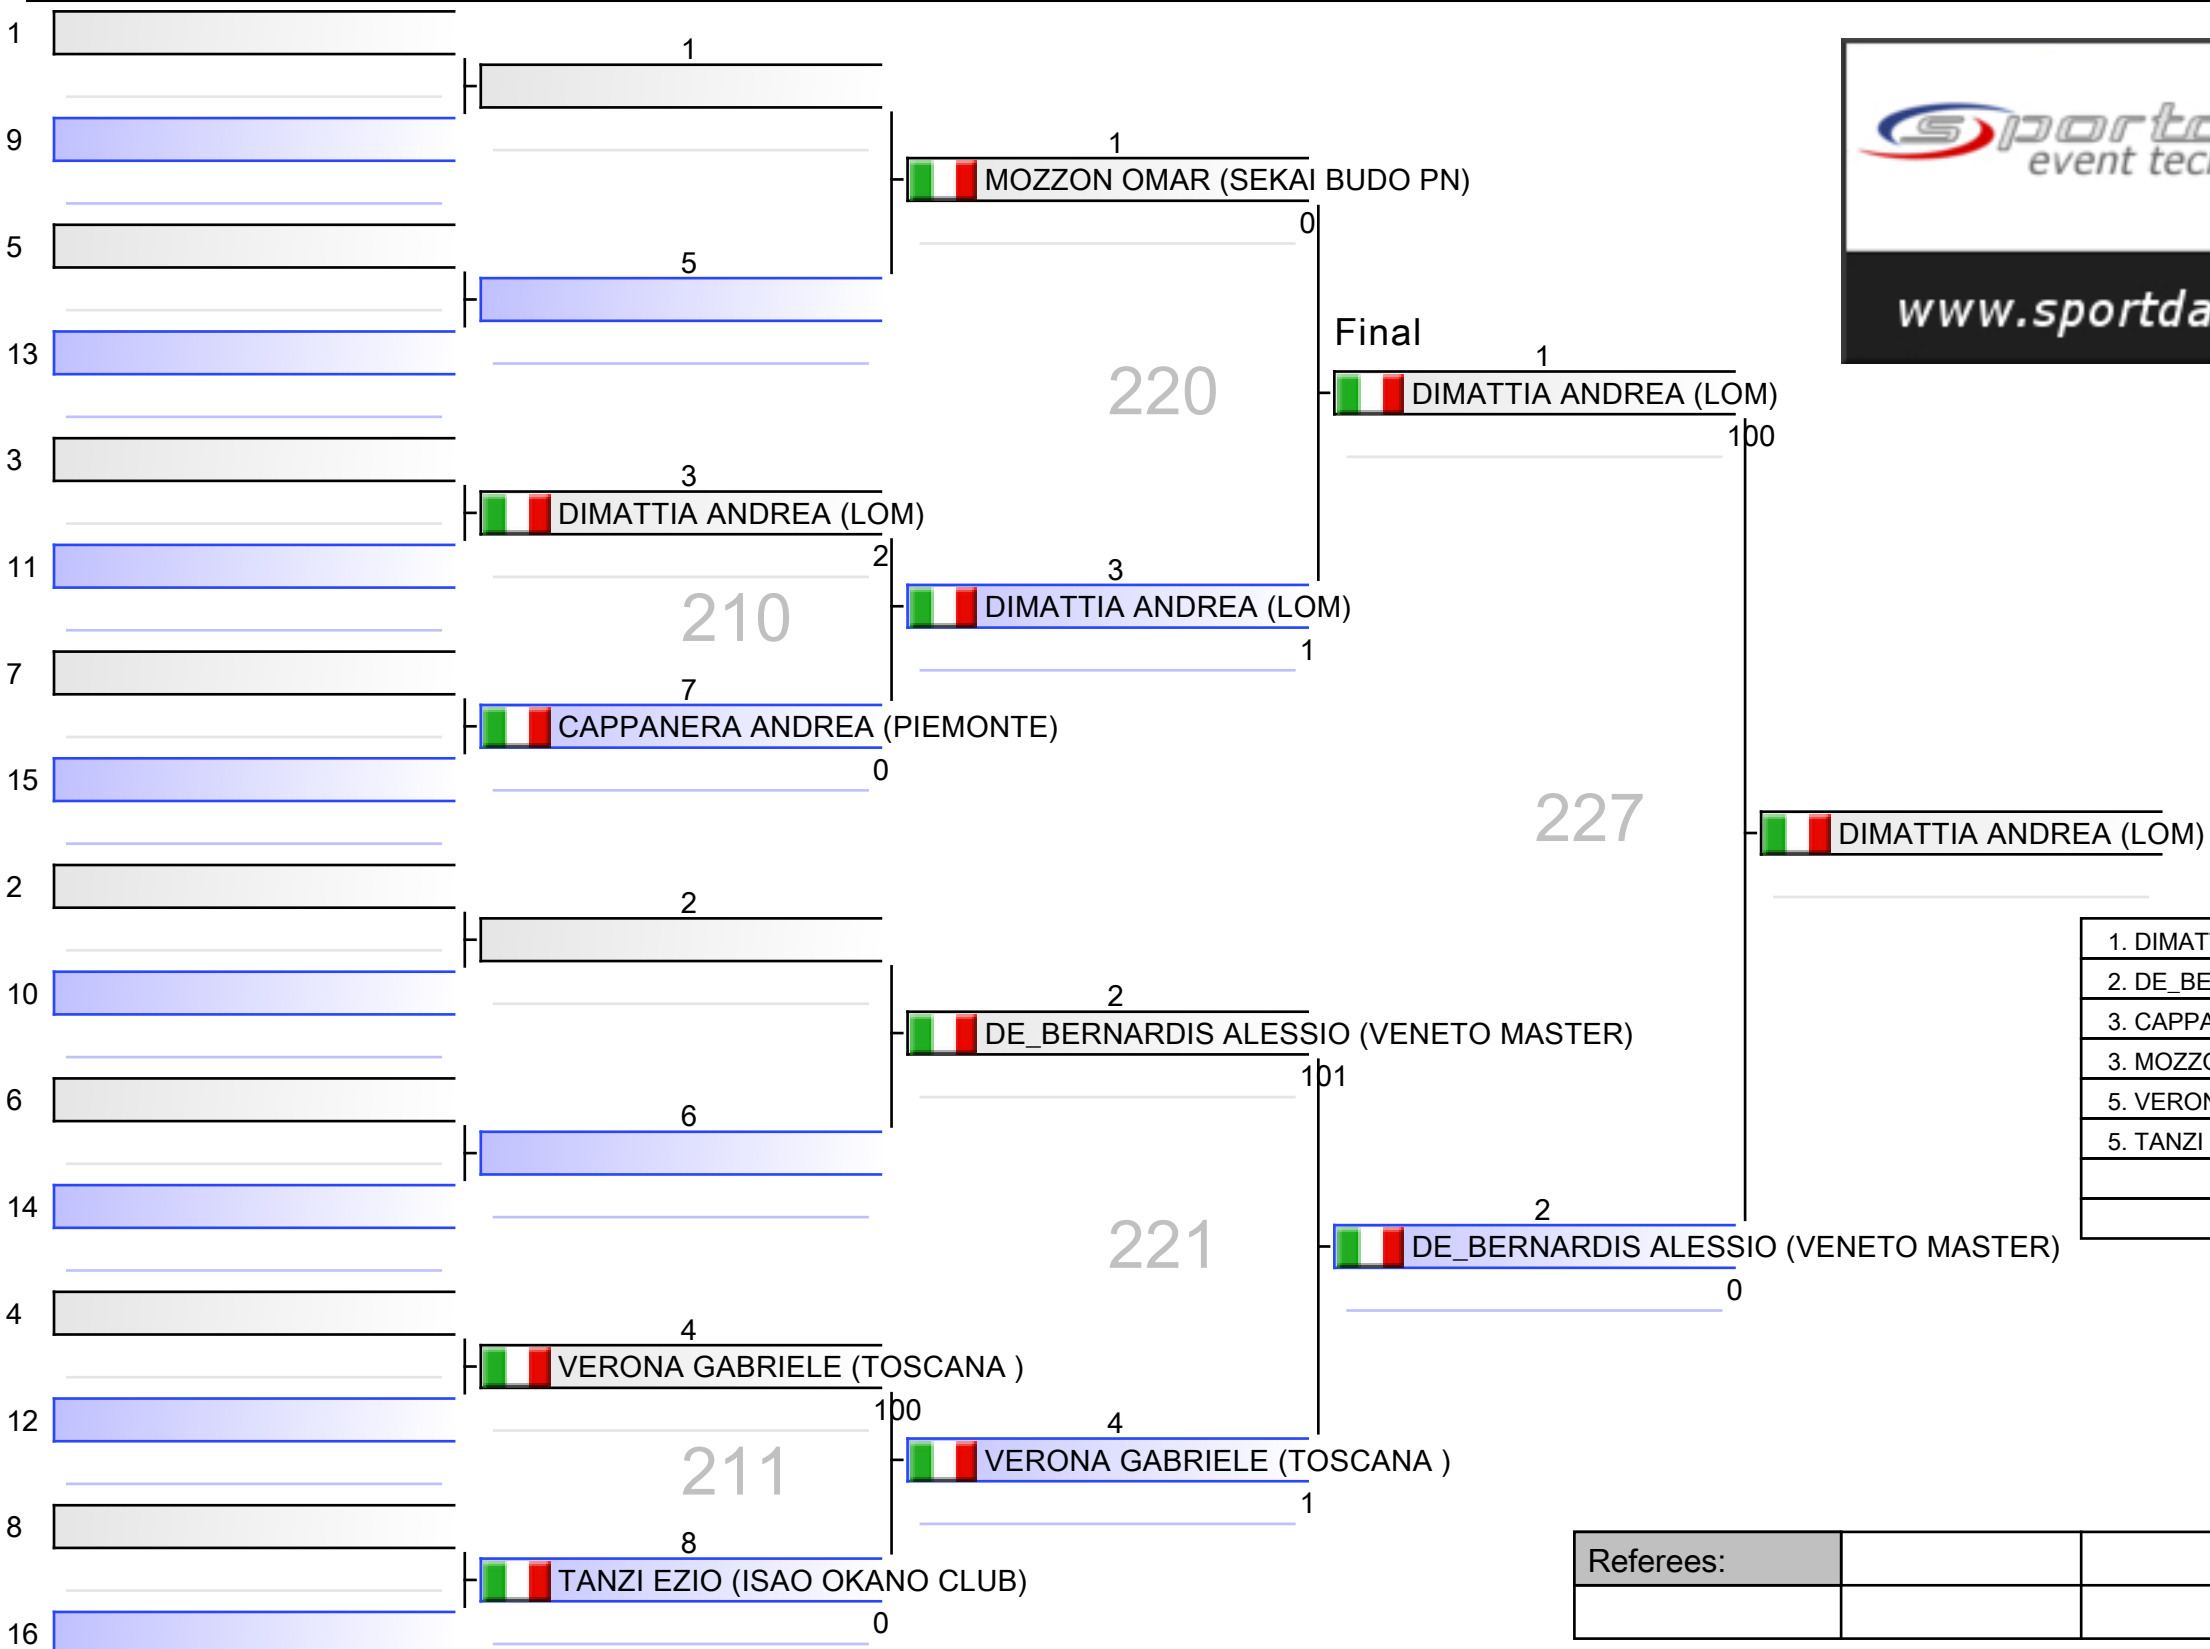 1
9
5
13
3
11
7
15
2
10
6
14
4
12
8
16
1
5
3
DIMATTIA ANDREA (LOM)
2
210
7
CAPPANERA ANDREA (PIEMONTE)
0
2
6
4
VERONA GABRIELE (TOSCANA )
100
211
8
TANZI EZIO (ISAO OKANO CLUB)
0
1
MOZZON OMAR (SEKAI BUDO PN)
0
220
3
DIMATTIA ANDREA (LOM)
1
2
DE_BERNARDIS ALESSIO (VENETO MASTER)
101
221
4
VERONA GABRIELE (TOSCANA )
1
Final
1
DIMATTIA ANDREA (LOM)
100
227
2
DE_BERNARDIS ALESSIO (VENETO MASTER)
0
DIMATTIA ANDREA (LOM)
sportd
event tec
www.sportda
1. DIMAT
2. DE_BE
3. CAPPA
3. MOZZO
5. VERON
5. TANZI
Referees: